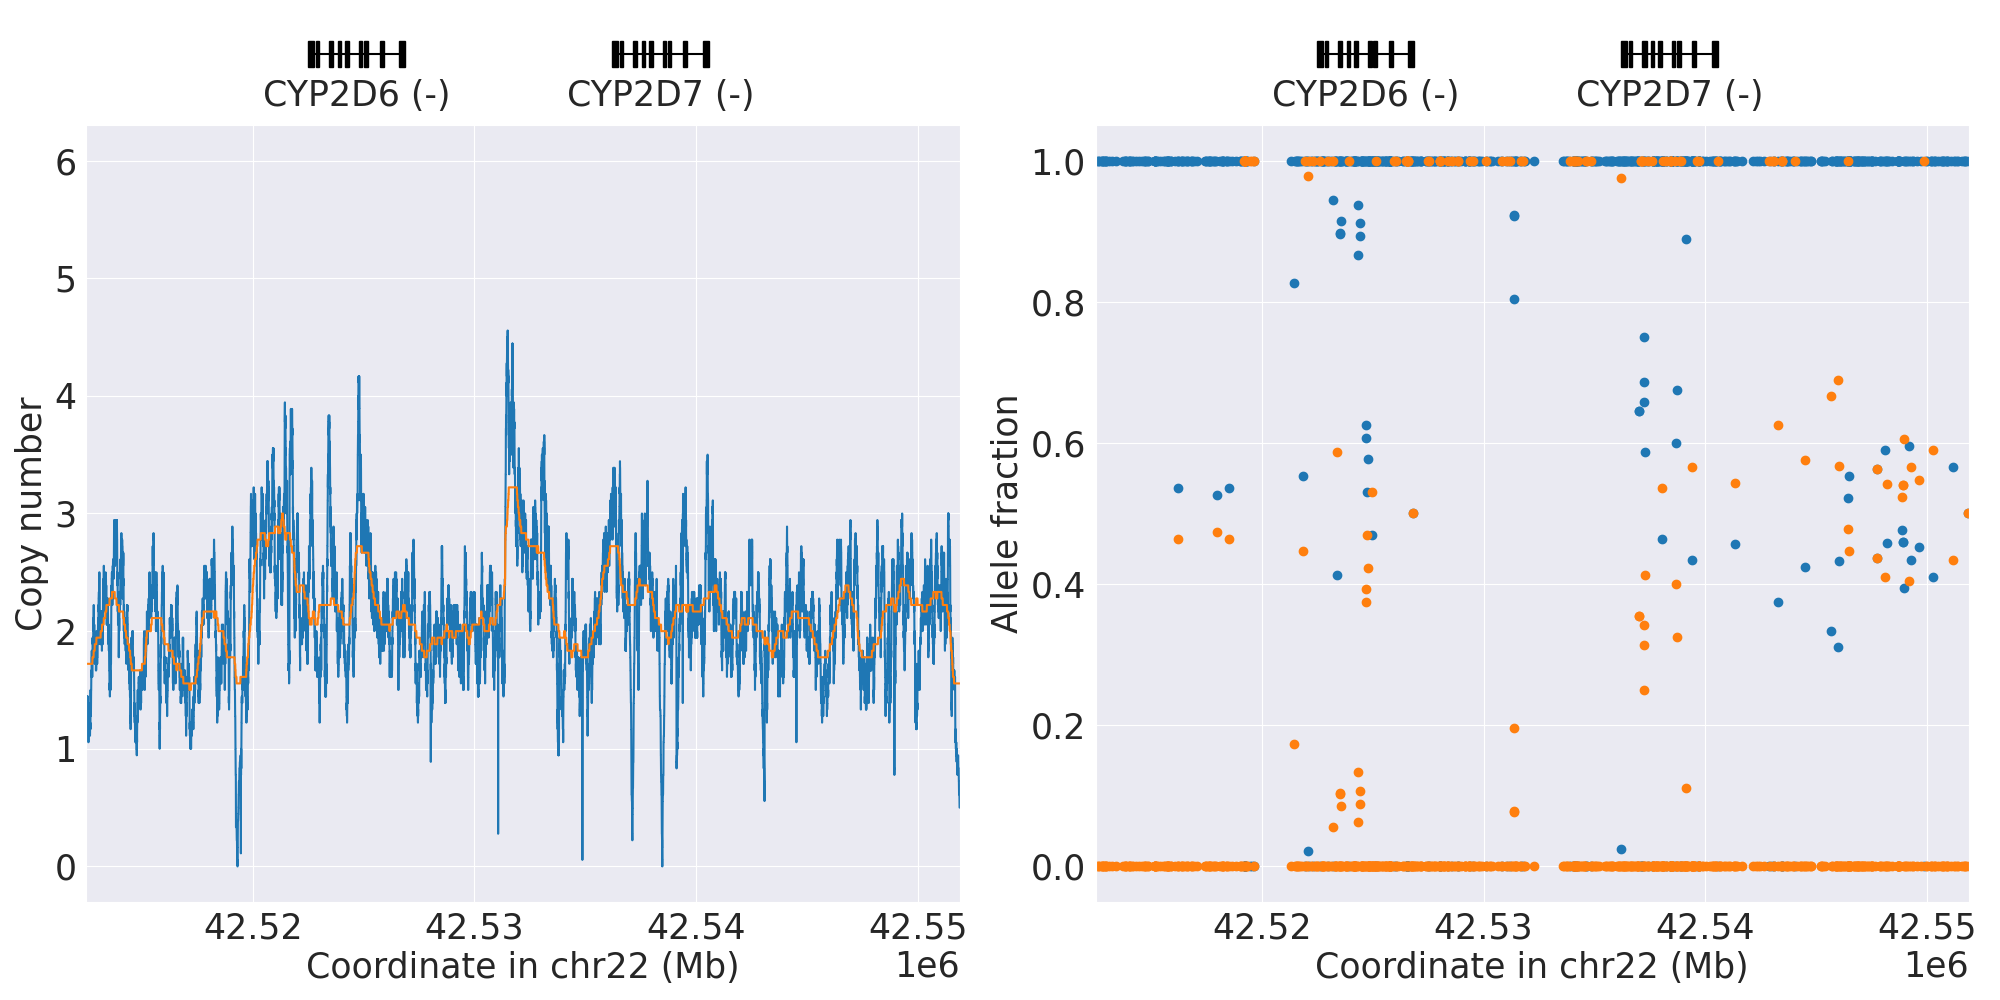 CYP2D6 (-) CYP2D7 (-)
6
5
4
3
2
1
0
Copy number
42.52 42.53 42.54 42.55
Coordinate in chr22 (Mb) 1e6
CYP2D6 (-) CYP2D7 (-)
1.0
0.8
0.6
0.4
0.2
0.0
Allele fraction
42.52 42.53 42.54 42.55
Coordinate in chr22 (Mb) 1e6